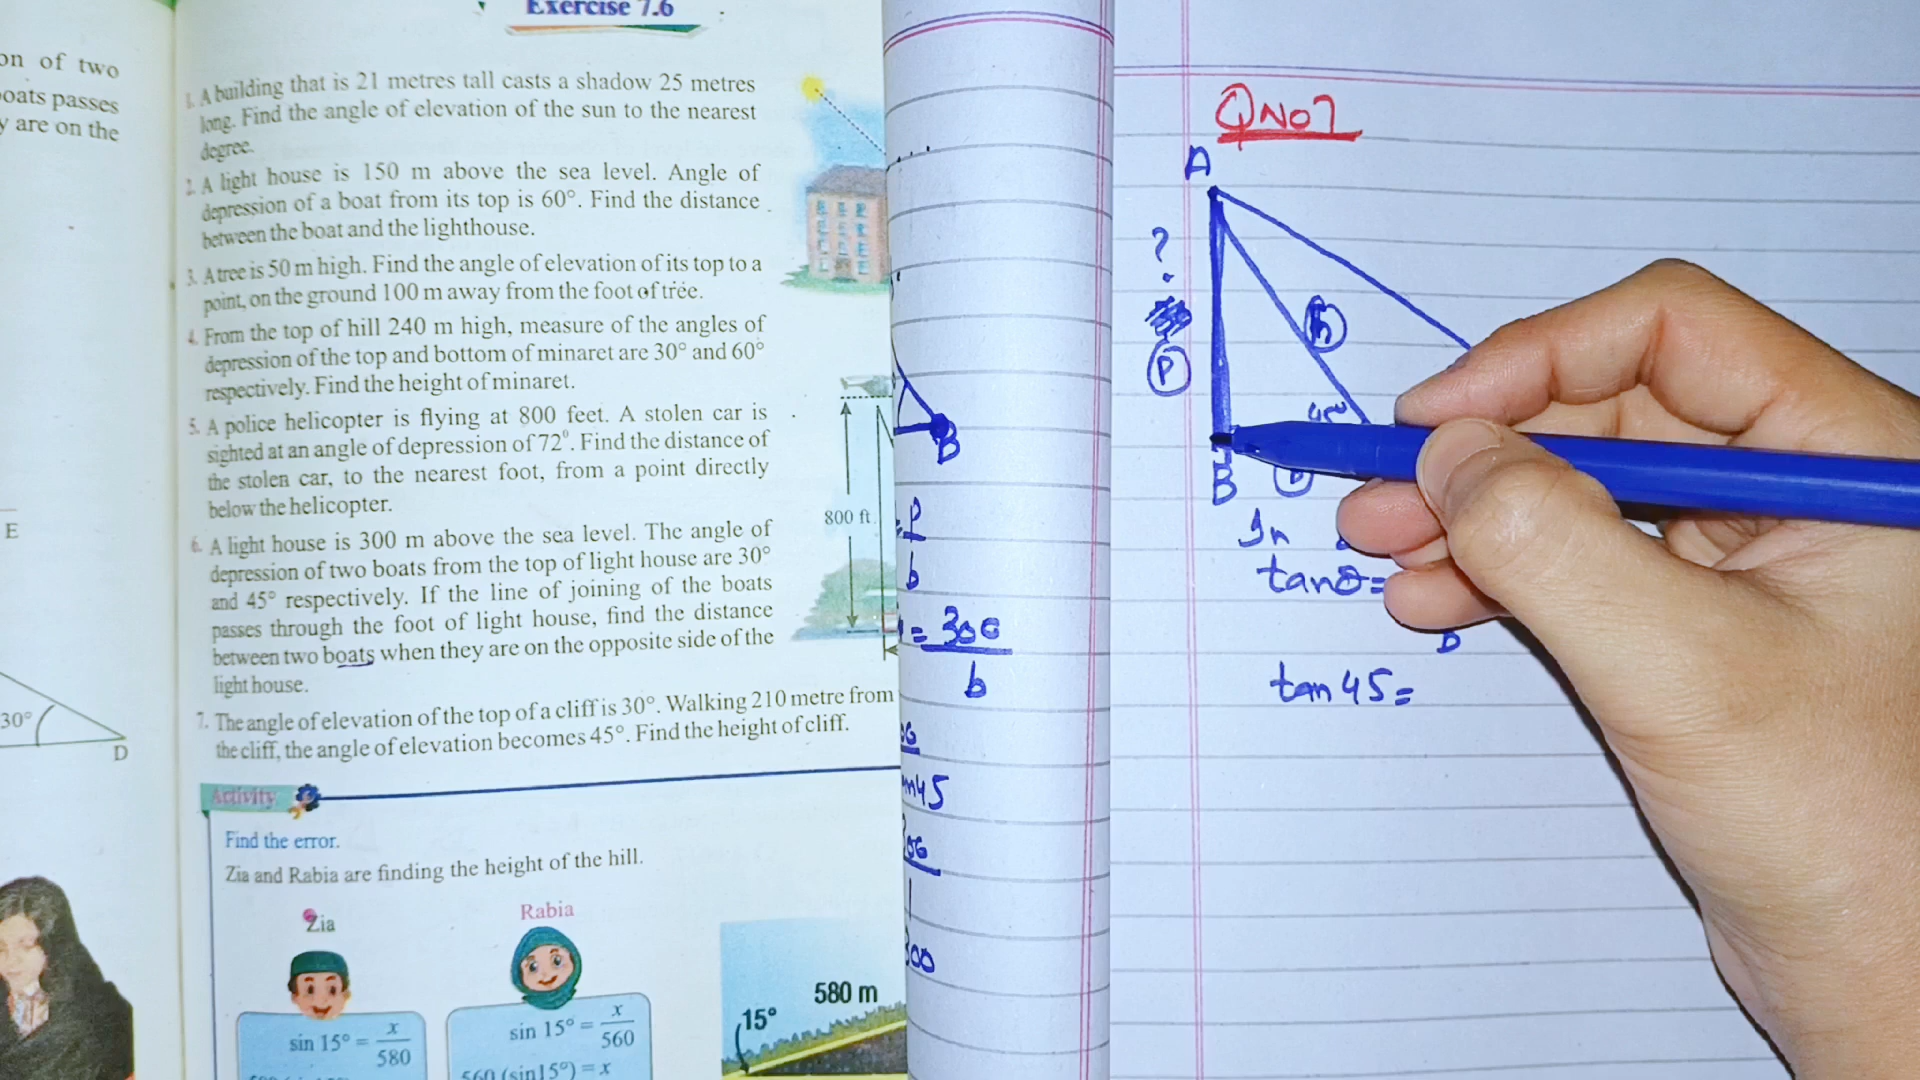 on of two
oats passes
y are on the
E
30°
D
Exercise 7.6
1. A building that is 21 metres tall casts a shadow 25 metres
long. Find the angle of elevation of the sun to the nearest
degree.
2. A light house is 150 m above the sea level. Angle of
depression of a boat from its top is 60°. Find the distance
between the boat and the lighthouse.
3. A tree is 50 m high. Find the angle of elevation of its top to a
point, on the ground 100 m away from the foot of tree.
4. From the top of hill 240 m high, measure of the angles of
depression of the top and bottom of minaret are 30° and 60°
respectively. Find the height of minaret.
5. A police helicopter is flying at 800 feet. A stolen car is
sighted at an angle of depression of 72°. Find the distance of
the stolen car, to the nearest foot, from a point directly
below the helicopter.
800 ft.
6. A light house is 300 m above the sea level. The angle of
depression of two boats from the top of light house are 30°
and 45° respectively. If the line of joining of the boats
passes through the foot of light house, find the distance
between two boats when they are on the opposite side of the
light house.
7. The angle of elevation of the top of a cliff is 30°. Walking 210 metre from
the cliff, the angle of elevation becomes 45°. Find the height of cliff.
Activity
Find the error.
Zia and Rabia are finding the height of the hill.
Zia
Rabia
sin 15° = x/580
sin 15° = x/560
560 (sin15°) = x
15°
580 m
B
= p/b
= 300/b
45
300
Q No 7
A
?
P
h
45
B
In
tanθ=
tan 45 =